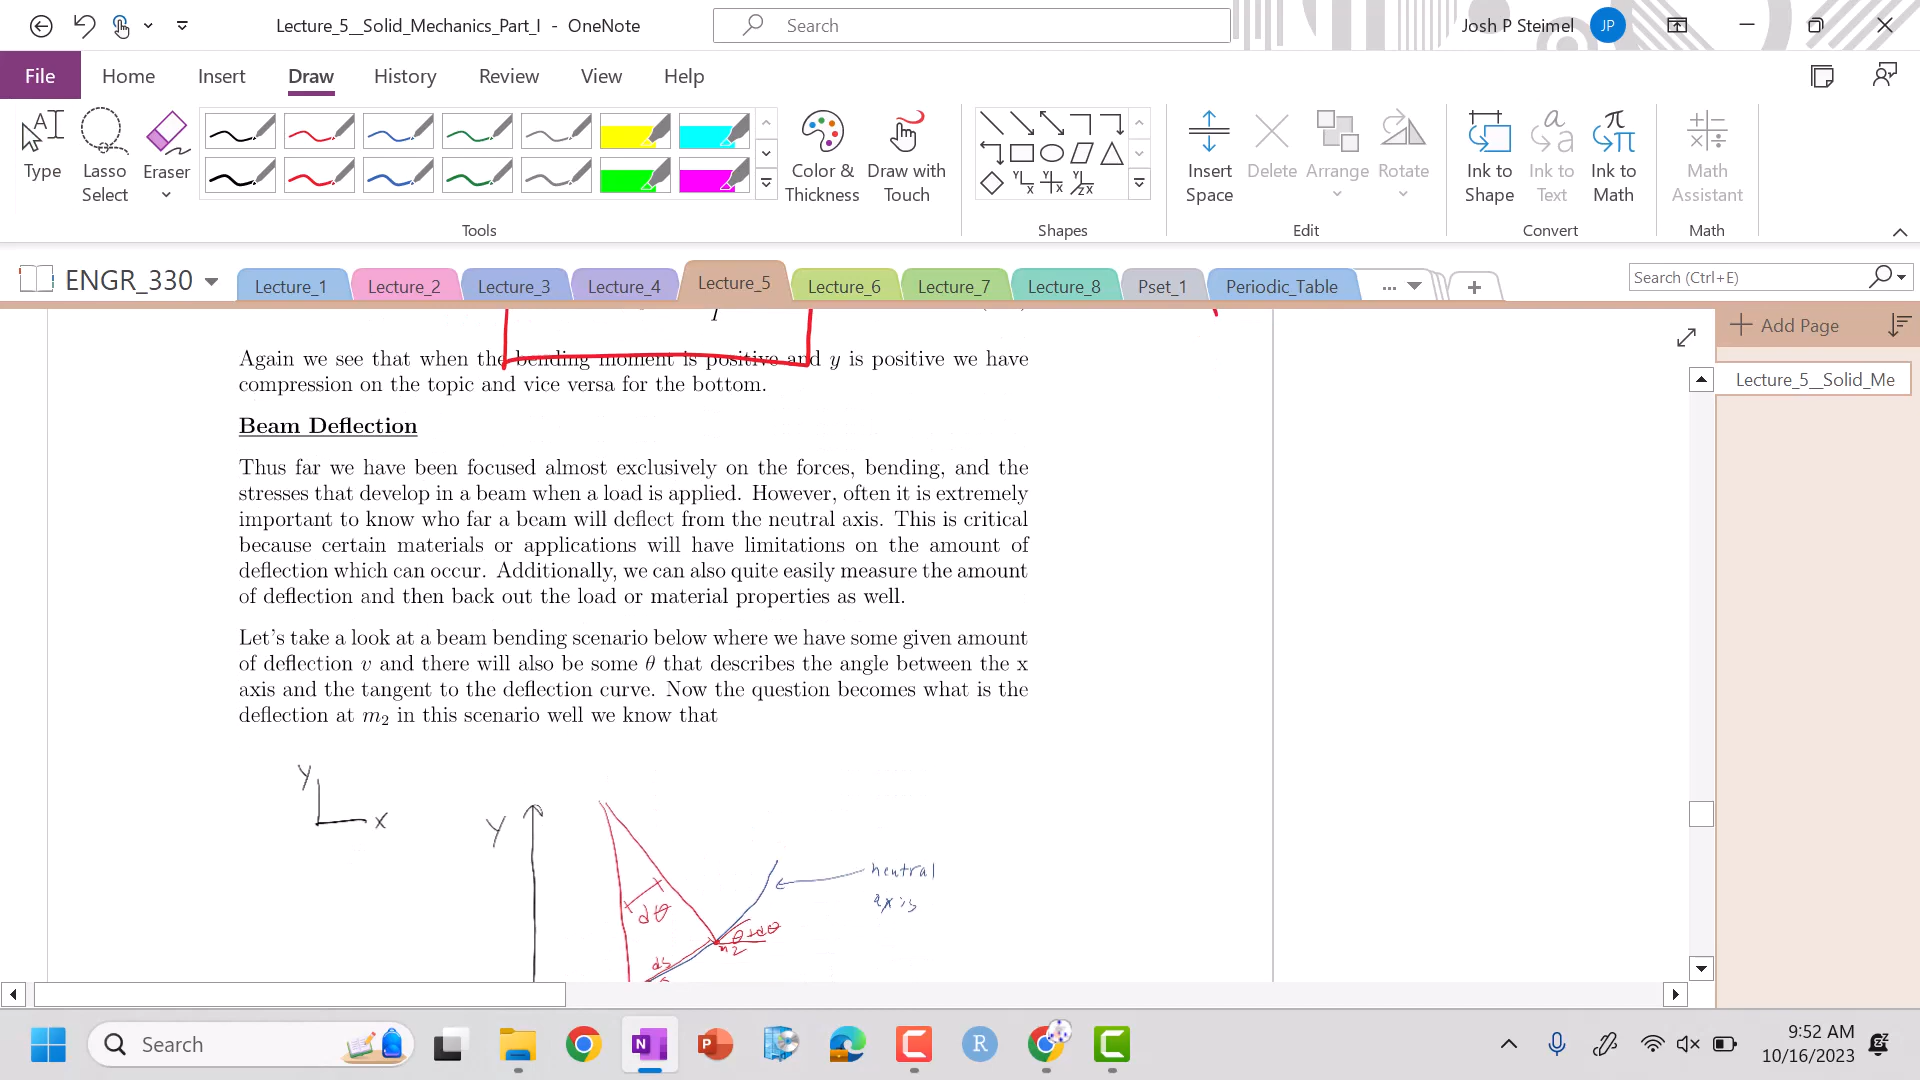 Lecture_5__Solid_Mechanics_Part_I - OneNote
Search
Josh P Steimel
JP
File Home Insert Draw History Review View Help
Type
Lasso Select
Eraser
Color & Thickness
Draw with Touch
Insert Space
Delete
Arrange
Rotate
Ink to Shape
Ink to Text
Ink to Math
Math Assistant
Tools Shapes Edit Convert Math
ENGR_330 Lecture_1 Lecture_2 Lecture_3 Lecture_4 Lecture_5 Lecture_6 Lecture_7 Lecture_8 Pset_1 Periodic_Table ... +
Search (Ctrl+E)
Add Page
Lecture_5__Solid_Me
Again we see that when the bending moment is positive and y is positive we have
compression on the topic and vice versa for the bottom.
Beam Deflection
Thus far we have been focused almost exclusively on the forces, bending, and the
stresses that develop in a beam when a load is applied. However, often it is extremely
important to know who far a beam will deflect from the neutral axis. This is critical
because certain materials or applications will have limitations on the amount of
deflection which can occur. Additionally, we can also quite easily measure the amount
of deflection and then back out the load or material properties as well.
Let's take a look at a beam bending scenario below where we have some given amount
of deflection v and there will also be some θ that describes the angle between the x
axis and the tangent to the deflection curve. Now the question becomes what is the
deflection at m₂ in this scenario well we know that
Y
x
Y
neutral
axis
dθ
θ+dθ
m₂
ds
Search
9:52 AM
10/16/2023